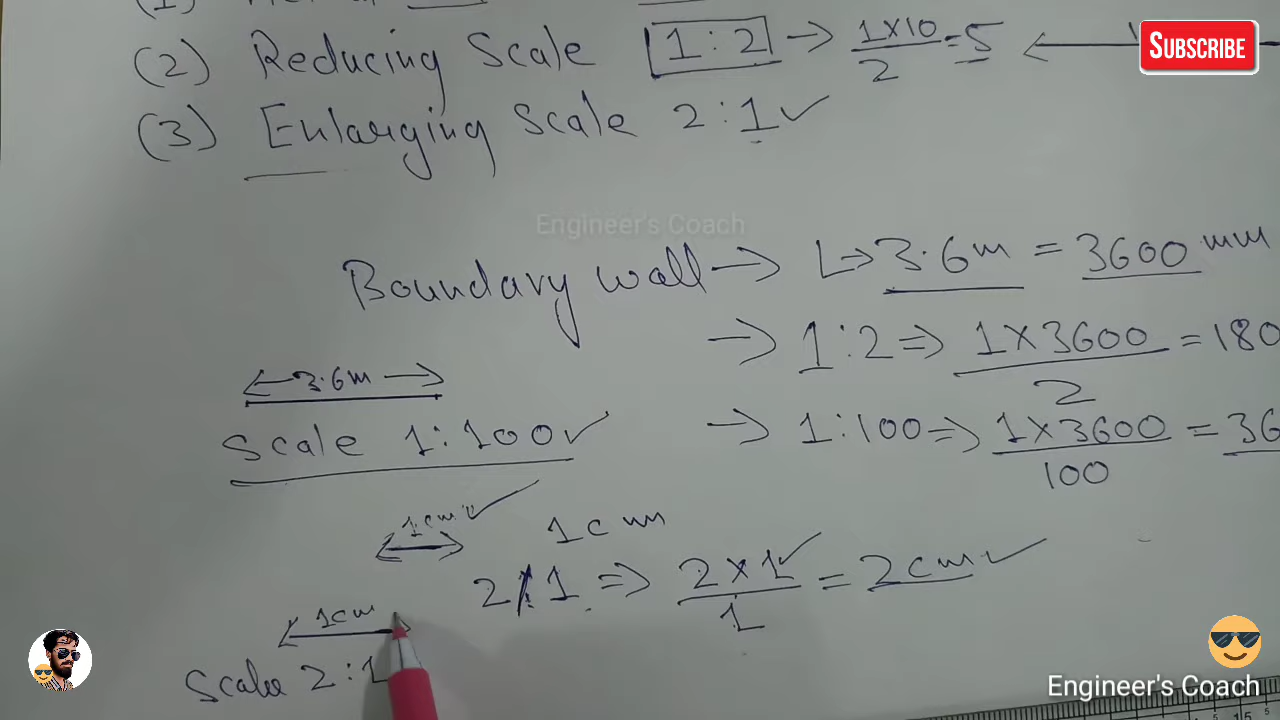 (2) Reducing Scale 1:2 → 1×10/2 = 5 ←
SUBSCRIBE
(3) Enlarging Scale 2:1 ✓
Engineer's Coach
Boundary wall → L → 3.6m = 3600 mm
→ 1:2 ⇒ 1×3600/2 = 180
3.6m
Scale 1:100 ✓
→ 1:100 ⇒ 1×3600/100 = 36
1cm ✓
1cm
2:1 ⇒ 2×1/1 = 2cm ✓
1cm
Scale 2:1
Engineer's Coach